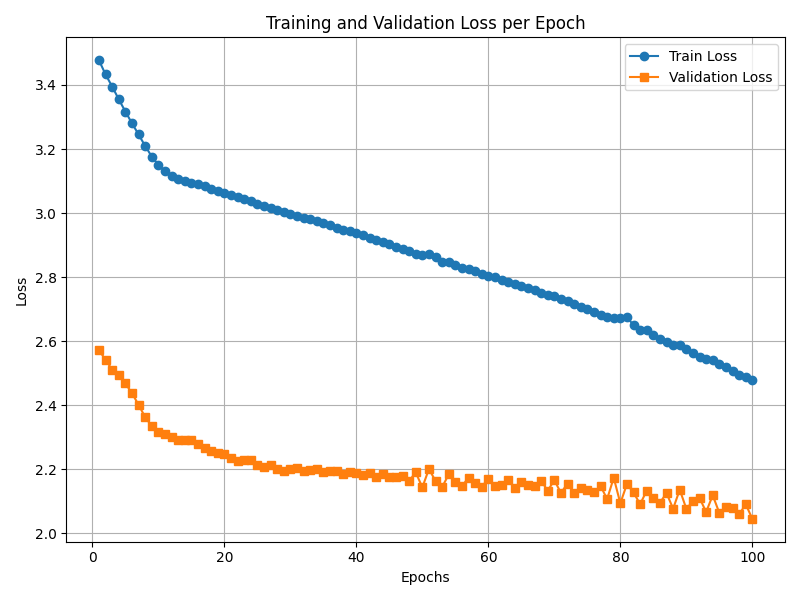 Training and Validation Loss per Epoch
Train Loss
Validation Loss
Loss
3.4
3.2
3.0
2.8
2.6
2.4
2.2
2.0
0 20 40 60 80 100
Epochs